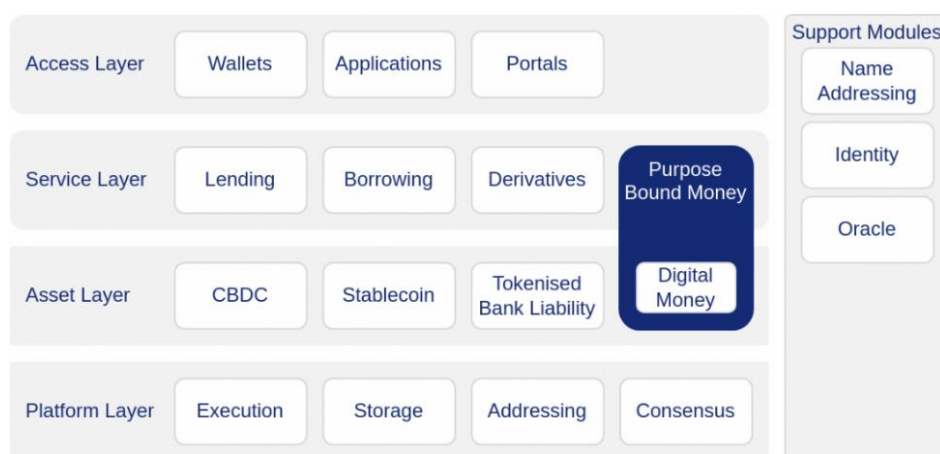 Access Layer
Wallets
Applications
Portals
Service Layer
Lending
Borrowing
Derivatives
Purpose
Bound Money
Asset Layer
CBDC
Stablecoin
Tokenised
Bank Liability
Digital
Money
Platform Layer
Execution
Storage
Addressing
Consensus
Support Modules
Name
Addressing
Identity
Oracle